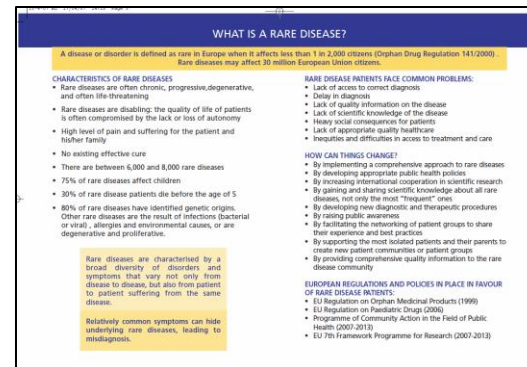 WHAT IS A RARE DISEASE?
A disease or disorder is defined as rare in Europe when it affects less than 1 in 2,000 citizens (Orphan Drug Regulation 141/2000) .
Rare diseases may affect 30 million European Union citizens.
CHARACTERISTICS OF RARE DISEASES
• Rare diseases are often chronic, progressive,degenerative,
and often life-threatening
• Rare diseases are disabling: the quality of life of patients
is often compromised by the lack or loss of autonomy
• High level of pain and suffering for the patient and
his/her family
• No existing effective cure
• There are between 6,000 and 8,000 rare diseases
• 75% of rare diseases affect children
• 30% of rare disease patients die before the age of 5
• 80% of rare diseases have identified genetic origins.
Other rare diseases are the result of infections (bacterial
or viral) , allergies and environmental causes, or are
degenerative and proliferative.
Rare diseases are characterised by a
broad diversity of disorders and
symptoms that vary not only from
disease to disease, but also from patient
to patient suffering from the same
disease.
Relatively common symptoms can hide
underlying rare diseases, leading to
misdiagnosis.
RARE DISEASE PATIENTS FACE COMMON PROBLEMS:
• Lack of access to correct diagnosis
• Delay in diagnosis
• Lack of quality information on the disease
• Lack of scientific knowledge of the disease
• Heavy social consequences for patients
• Lack of appropriate quality healthcare
• Inequities and difficulties in access to treatment and care
HOW CAN THINGS CHANGE?
• By implementing a comprehensive approach to rare diseases
• By developing appropriate public health policies
• By increasing international cooperation in scientific research
• By gaining and sharing scientific knowledge about all rare
diseases, not only the most "frequent" ones
• By developing new diagnostic and therapeutic procedures
• By raising public awareness
• By facilitating the networking of patient groups to share
their experience and best practices
• By supporting the most isolated patients and their parents to
create new patient communities or patient groups
• By providing comprehensive quality information to the rare
disease community
EUROPEAN REGULATIONS AND POLICIES IN PLACE IN FAVOUR
OF RARE DISEASE PATIENTS:
• EU Regulation on Orphan Medicinal Products (1999)
• EU Regulation on Paediatric Drugs (2006)
• Programme of Community Action in the Field of Public
Health (2007-2013)
• EU 7th Framework Programme for Research (2007-2013)